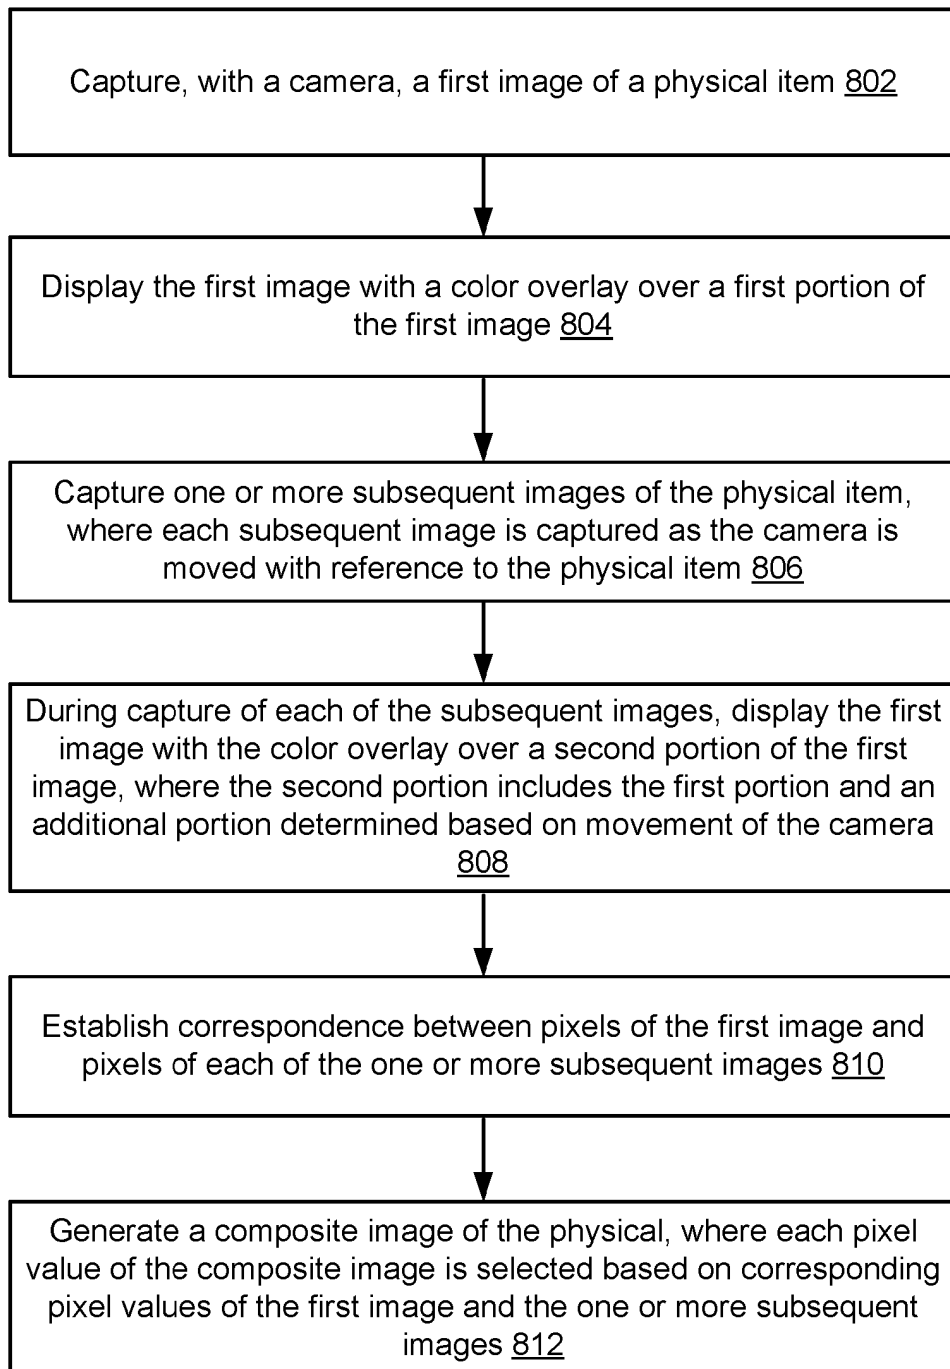 Capture, with a camera, a first image of a physical item 802
Display the first image with a color overlay over a first portion of
the first image 804
Capture one or more subsequent images of the physical item,
where each subsequent image is captured as the camera is
moved with reference to the physical item 806
During capture of each of the subsequent images, display the first
image with the color overlay over a second portion of the first
image, where the second portion includes the first portion and an
additional portion determined based on movement of the camera
808
Establish correspondence between pixels of the first image and
pixels of each of the one or more subsequent images 810
Generate a composite image of the physical, where each pixel
value of the composite image is selected based on corresponding
pixel values of the first image and the one or more subsequent
images 812